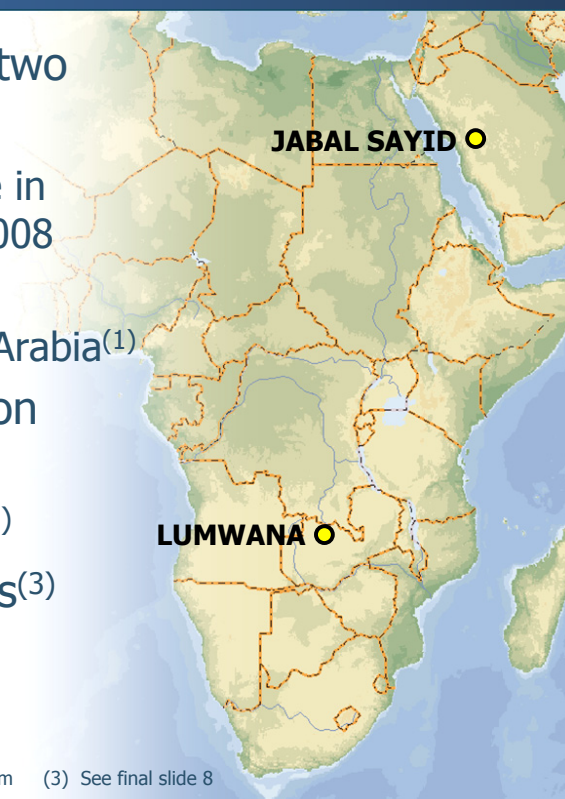 two
JABAL SAYID
e in
008
Arabia(1)
on
)
LUMWANA
s(3)
m (3) See final slide 8